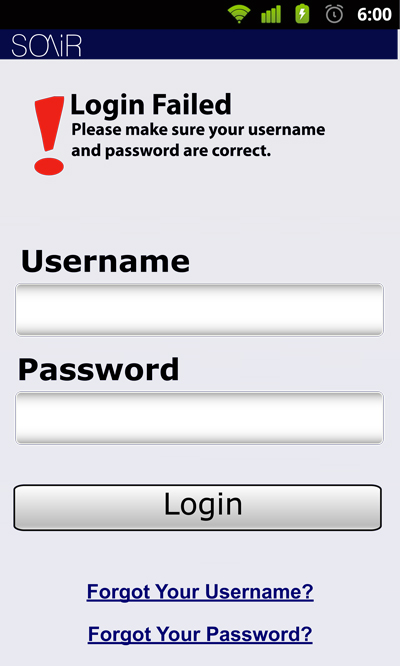 6:00
SONiR
Login Failed
Please make sure your username
and password are correct.
Username
Password
Login
Forgot Your Username?
Forgot Your Password?